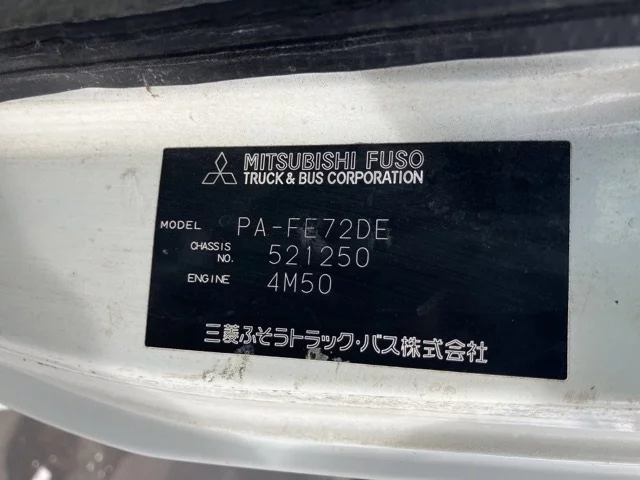 MITSUBISHI FUSO
TRUCK & BUS CORPORATION
MODEL PA-FE72DE
CHASSIS NO. 521250
ENGINE 4M50
三菱ふそうトラック・バス株式会社